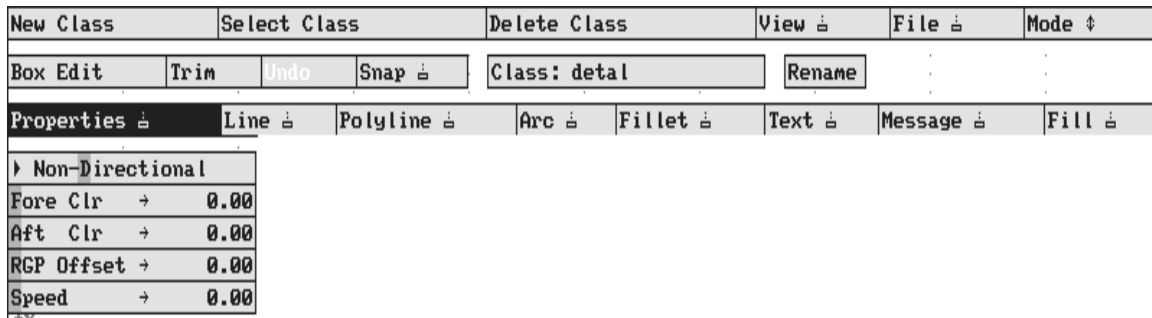 New Class Select Class Delete Class View File Mode
Box Edit Trim Undo Snap Class: detal Rename
Properties Line Polyline Arc Fillet Text Message Fill
Non-Directional
Fore Clr → 0.00
Aft Clr → 0.00
RGP Offset → 0.00
Speed → 0.00